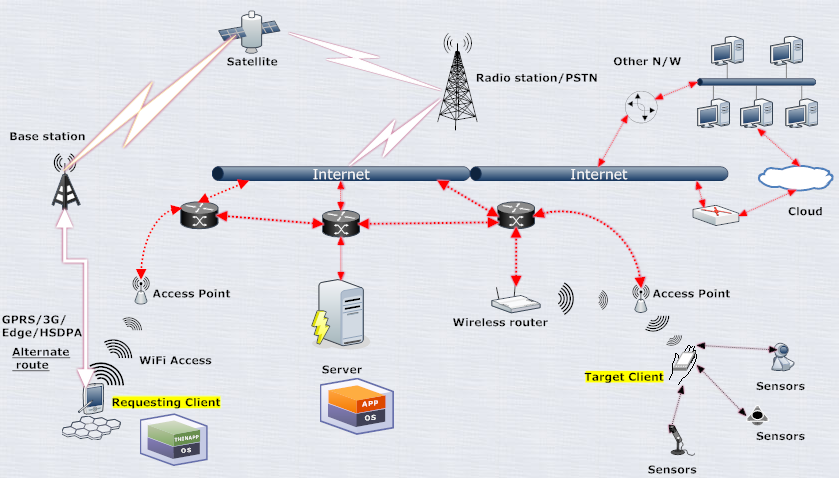 Satellite
Radio station/PSTN
Other N/W
Base station
Internet
Internet
Cloud
Access Point
Access Point
GPRS/3G/
Edge/HSDPA
Alternate
route
WiFi Access
Wireless router
Server
Target Client
Requesting Client
Sensors
Sensors
Sensors
APP
OS
THINAPP
OS